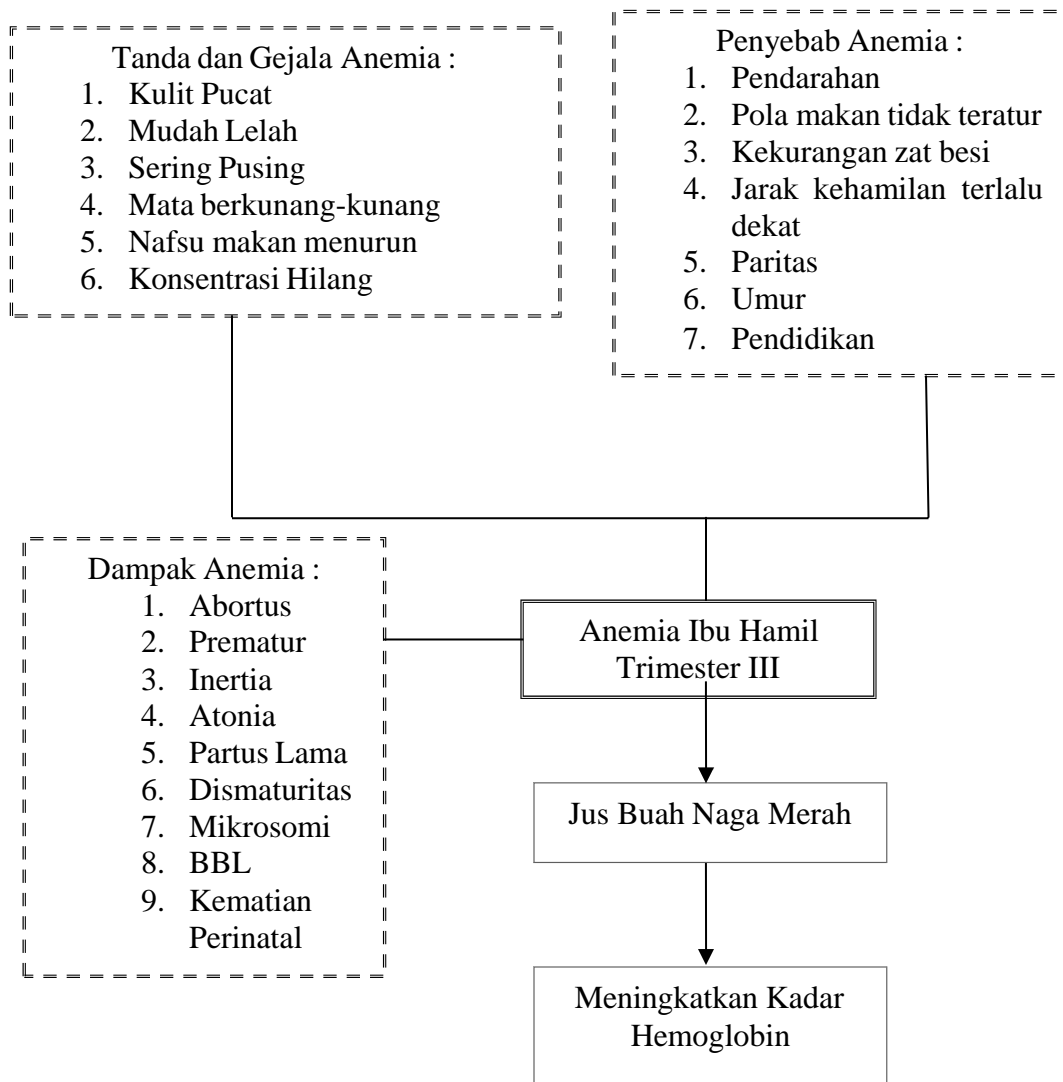 Tanda dan Gejala Anemia :
1. Kulit Pucat
2. Mudah Lelah
3. Sering Pusing
4. Mata berkunang-kunang
5. Nafsu makan menurun
6. Konsentrasi Hilang
Penyebab Anemia :
1. Pendarahan
2. Pola makan tidak teratur
3. Kekurangan zat besi
4. Jarak kehamilan terlalu
dekat
5. Paritas
6. Umur
7. Pendidikan
Dampak Anemia :
1. Abortus
2. Prematur
3. Inertia
4. Atonia
5. Partus Lama
6. Dismaturitas
7. Mikrosomi
8. BBL
9. Kematian
Perinatal
Anemia Ibu Hamil
Trimester III
Jus Buah Naga Merah
Meningkatkan Kadar
Hemoglobin